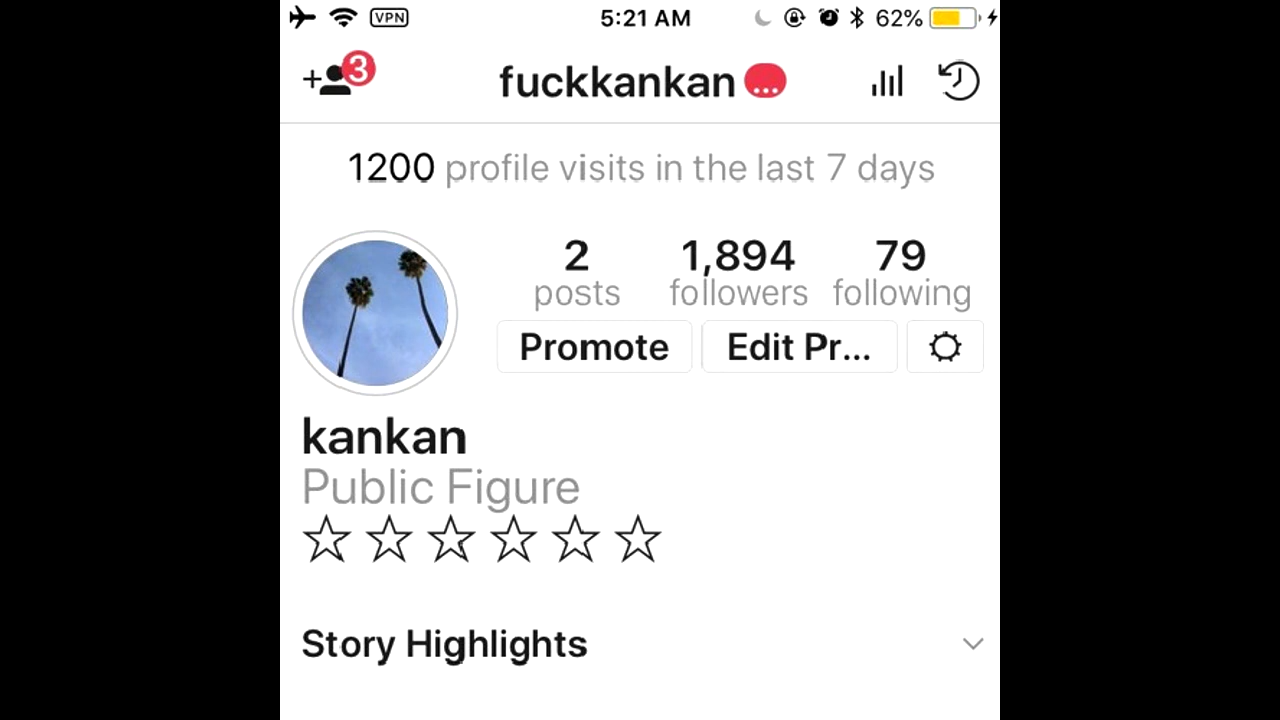 VPN 5:21 AM 62%
3 fuckkankan ...
1200 profile visits in the last 7 days
2 1,894 79
posts followers following
Promote Edit Pr...
kankan
Public Figure
☆ ☆ ☆ ☆ ☆ ☆
Story Highlights